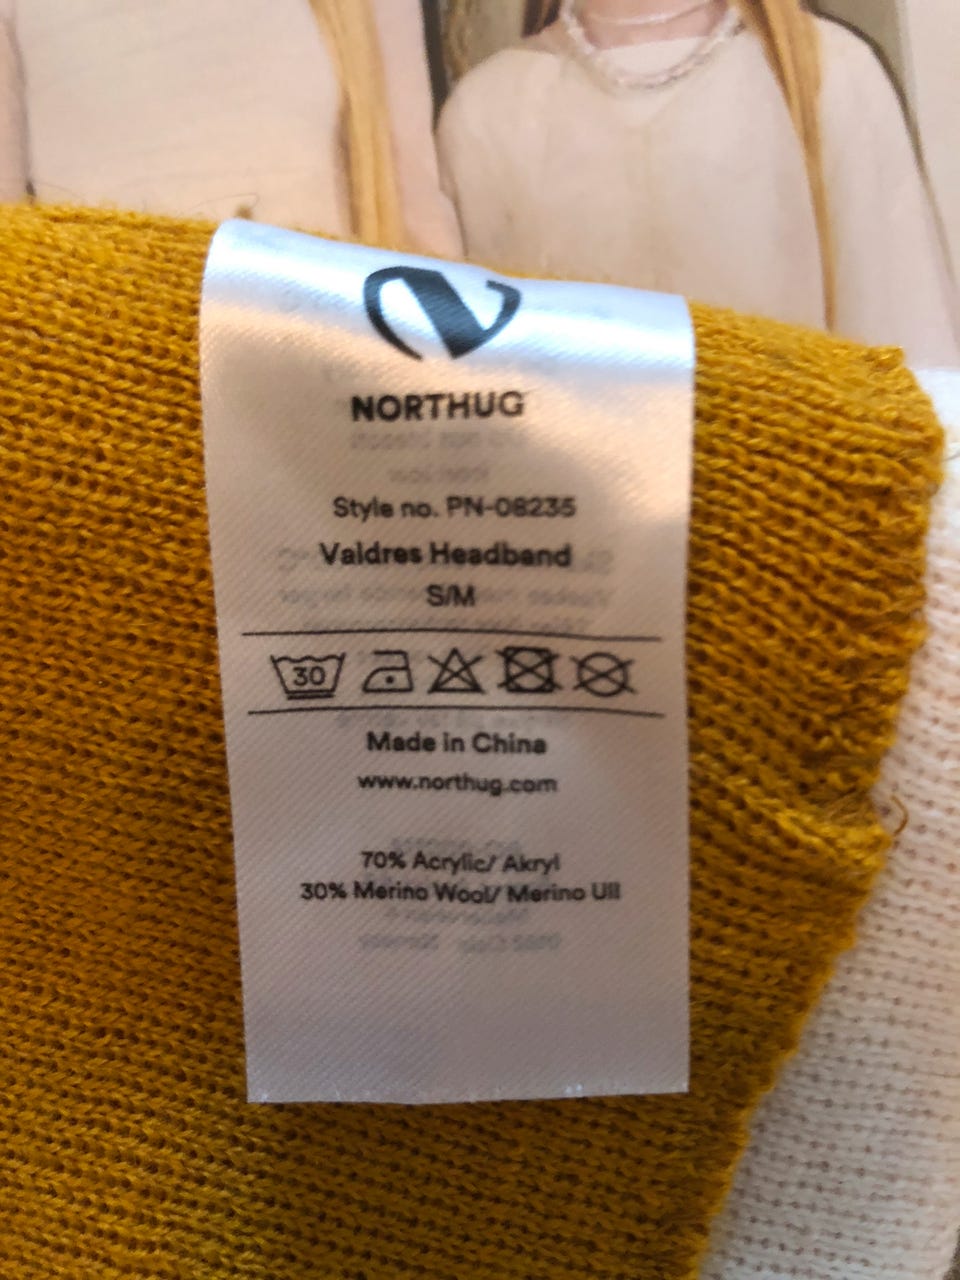 NORTHUG
Style no. PN-08235
Valdres Headband
S/M
30
Made in China
www.northug.com
70% Acrylic/ Akryl
30% Merino Wool/ Merino Ull